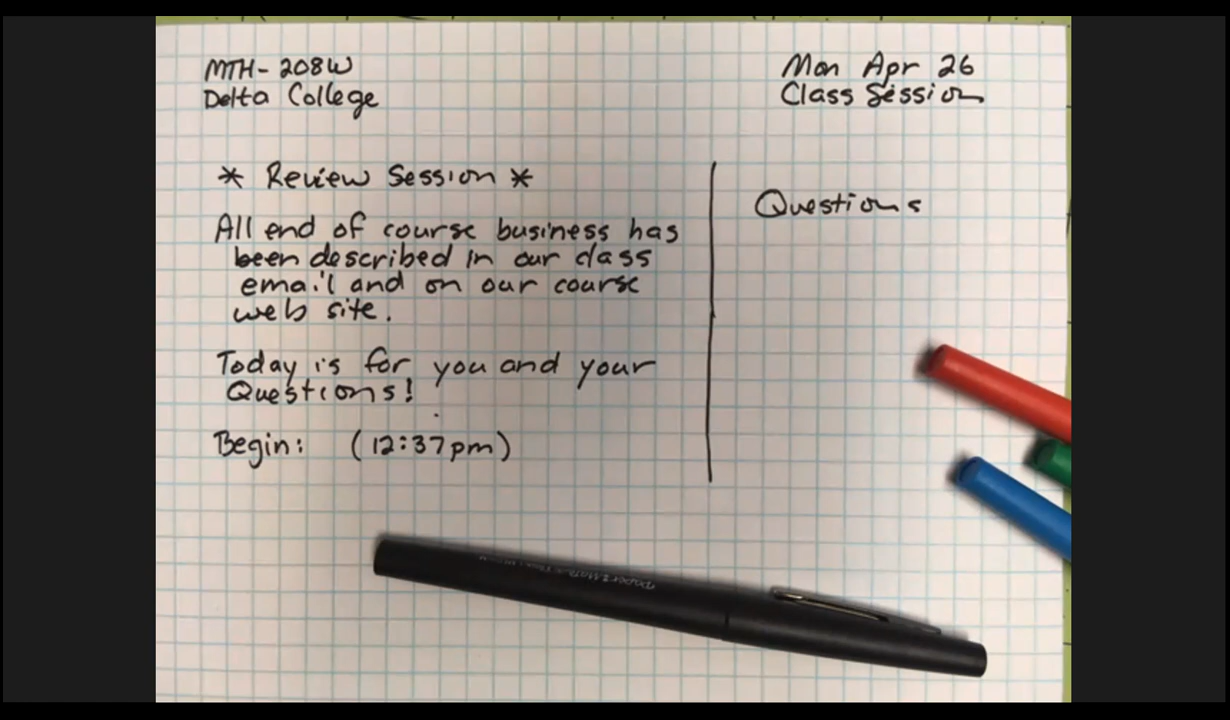 MTH-208W
Delta College
Mon Apr 26
Class Session
* Review Session *
All end of course business has
been described in our class
email and on our course
web site.
Today is for you and your
Questions!
Begin: (12:37pm)
Questions